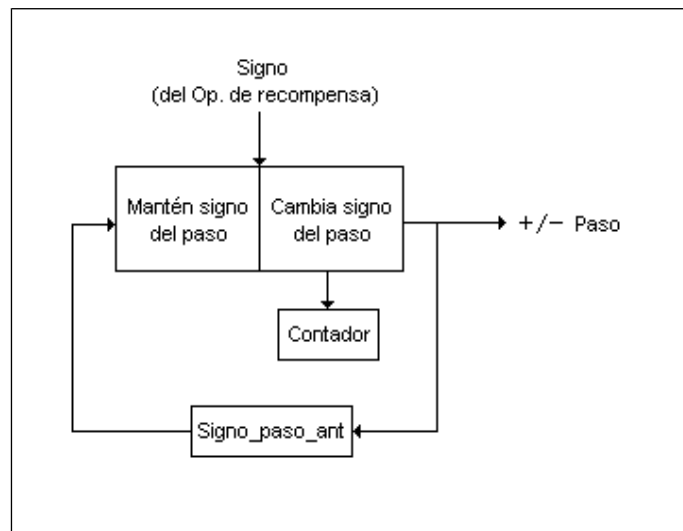 Signo
(del Op. de recompensa)
Mantén signo
del paso
Cambia signo
del paso
+/− Paso
Contador
Signo_paso_ant